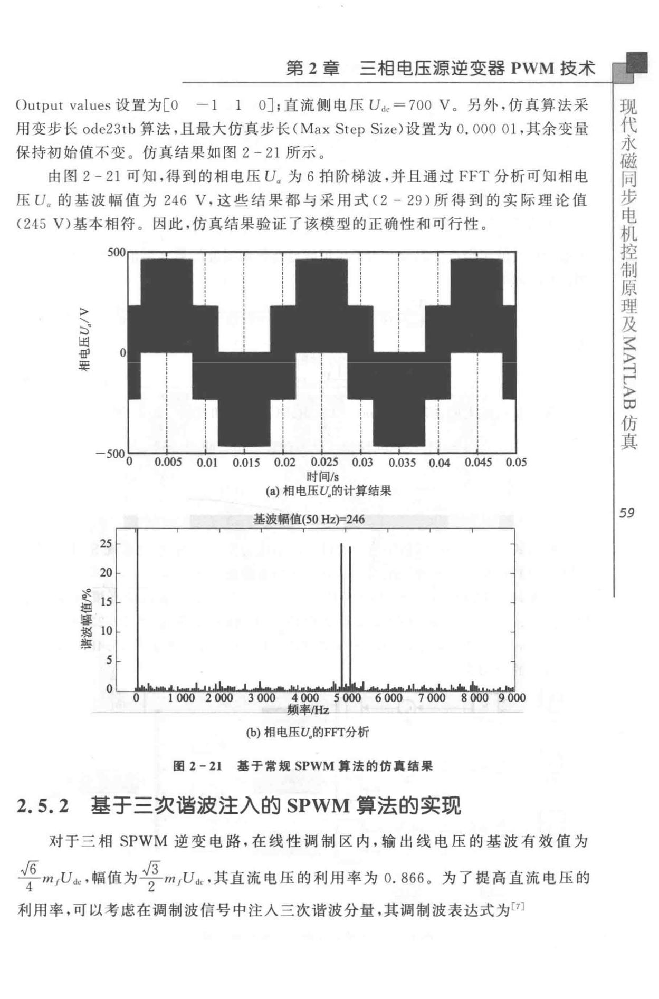 第 2 章 三相电压源逆变器 PWM 技术
Output values 设置为[0 －1 1 0];直流侧电压 Udc＝700 V。另外,仿真算法采
用变步长 ode23tb 算法,且最大仿真步长(Max Step Size)设置为 0.000 01,其余变量
保持初始值不变。仿真结果如图 2－21 所示。
由图 2－21 可知,得到的相电压 Ua 为 6 拍阶梯波,并且通过 FFT 分析可知相电
压 Ua 的基波幅值为 246 V,这些结果都与采用式(2－29)所得到的实际理论值
(245 V)基本相符。因此,仿真结果验证了该模型的正确性和可行性。
500
0
－500
相电压Ua/V
0 0.005 0.01 0.015 0.02 0.025 0.03 0.035 0.04 0.045 0.05
时间/s
(a) 相电压Ua的计算结果
基波幅值(50 Hz)=246
25
20
15
10
5
0
谐波幅值/%
0 1 000 2 000 3 000 4 000 5 000 6 000 7 000 8 000 9 000
频率/Hz
(b) 相电压Ua的FFT分析
图 2－21 基于常规 SPWM 算法的仿真结果
2.5.2 基于三次谐波注入的 SPWM 算法的实现
对于三相 SPWM 逆变电路,在线性调制区内,输出线电压的基波有效值为
√6/4 mfUdc,幅值为√3/2 mfUdc,其直流电压的利用率为 0.866。为了提高直流电压的
利用率,可以考虑在调制波信号中注入三次谐波分量,其调制波表达式为[7]
现代永磁同步电机控制原理及MATLAB仿真
59